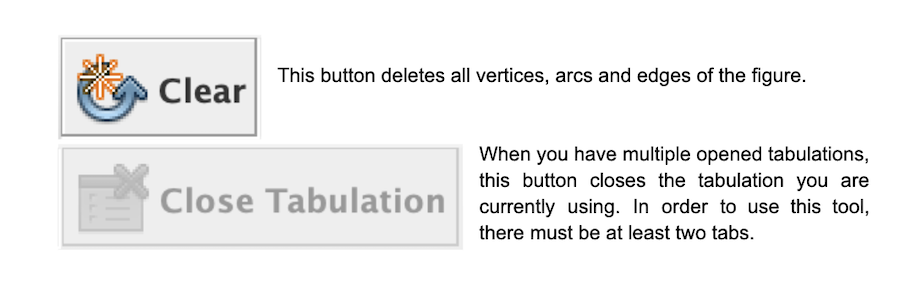 Clear
This button deletes all vertices, arcs and edges of the figure.
Close Tabulation
When you have multiple opened tabulations,
this button closes the tabulation you are
currently using. In order to use this tool,
there must be at least two tabs.